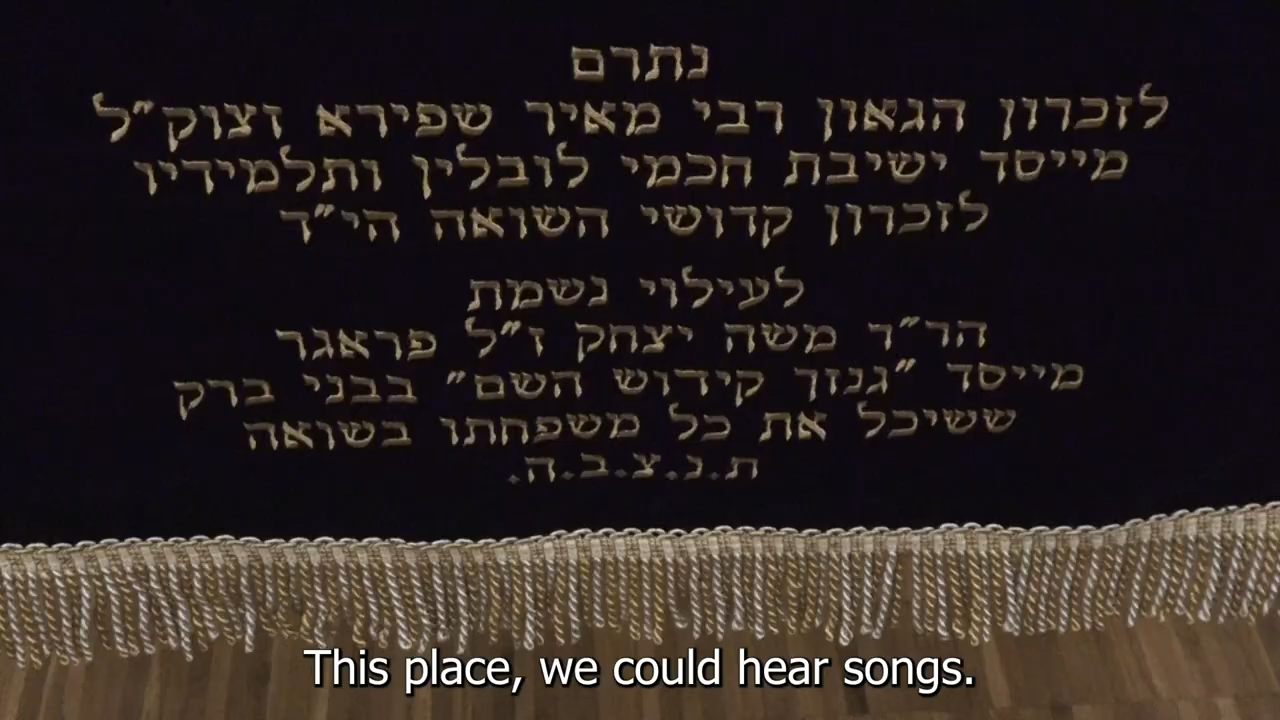 נתרם
לזכרון הגאון רבי מאיר שפירא זצוק״ל
מייסד ישיבת חכמי לובלין ותלמידיו
לזכרון קדושי השואה הי״ד
לעילוי נשמת
הר״ד משה יצחק ז״ל פראגר
מייסד ״גנזך קידוש השם״ בבני ברק
ששיכל את כל משפחתו בשואה
ת.נ.צ.ב.ה.
This place, we could hear songs.